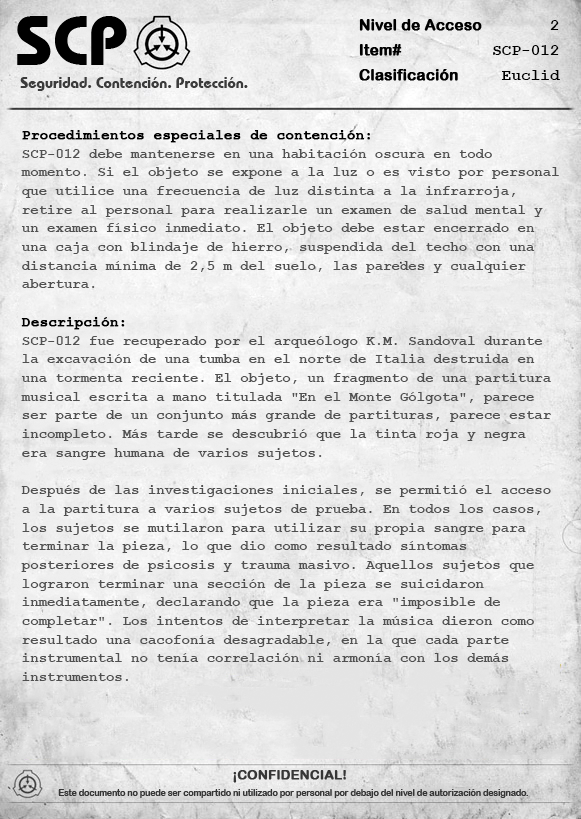 SCP
Seguridad. Contención. Protección.
Nivel de Acceso 2
Item# SCP-012
Clasificación Euclid
Procedimientos especiales de contención:
SCP-012 debe mantenerse en una habitación oscura en todo
momento. Si el objeto se expone a la luz o es visto por personal
que utilice una frecuencia de luz distinta a la infrarroja,
retire al personal para realizarle un examen de salud mental y
un examen físico inmediato. El objeto debe estar encerrado en
una caja con blindaje de hierro, suspendida del techo con una
distancia mínima de 2,5 m del suelo, las paredes y cualquier
abertura.
Descripción:
SCP-012 fue recuperado por el arqueólogo K.M. Sandoval durante
la excavación de una tumba en el norte de Italia destruida en
una tormenta reciente. El objeto, un fragmento de una partitura
musical escrita a mano titulada "En el Monte Gólgota", parece
ser parte de un conjunto más grande de partituras, parece estar
incompleto. Más tarde se descubrió que la tinta roja y negra
era sangre humana de varios sujetos.
Después de las investigaciones iniciales, se permitió el acceso
a la partitura a varios sujetos de prueba. En todos los casos,
los sujetos se mutilaron para utilizar su propia sangre para
terminar la pieza, lo que dio como resultado síntomas
posteriores de psicosis y trauma masivo. Aquellos sujetos que
lograron terminar una sección de la pieza se suicidaron
inmediatamente, declarando que la pieza era "imposible de
completar". Los intentos de interpretar la música dieron como
resultado una cacofonía desagradable, en la que cada parte
instrumental no tenía correlación ni armonía con los demás
instrumentos.
¡CONFIDENCIAL!
Este documento no puede ser compartido ni utilizado por personal por debajo del nivel de autorización designado.